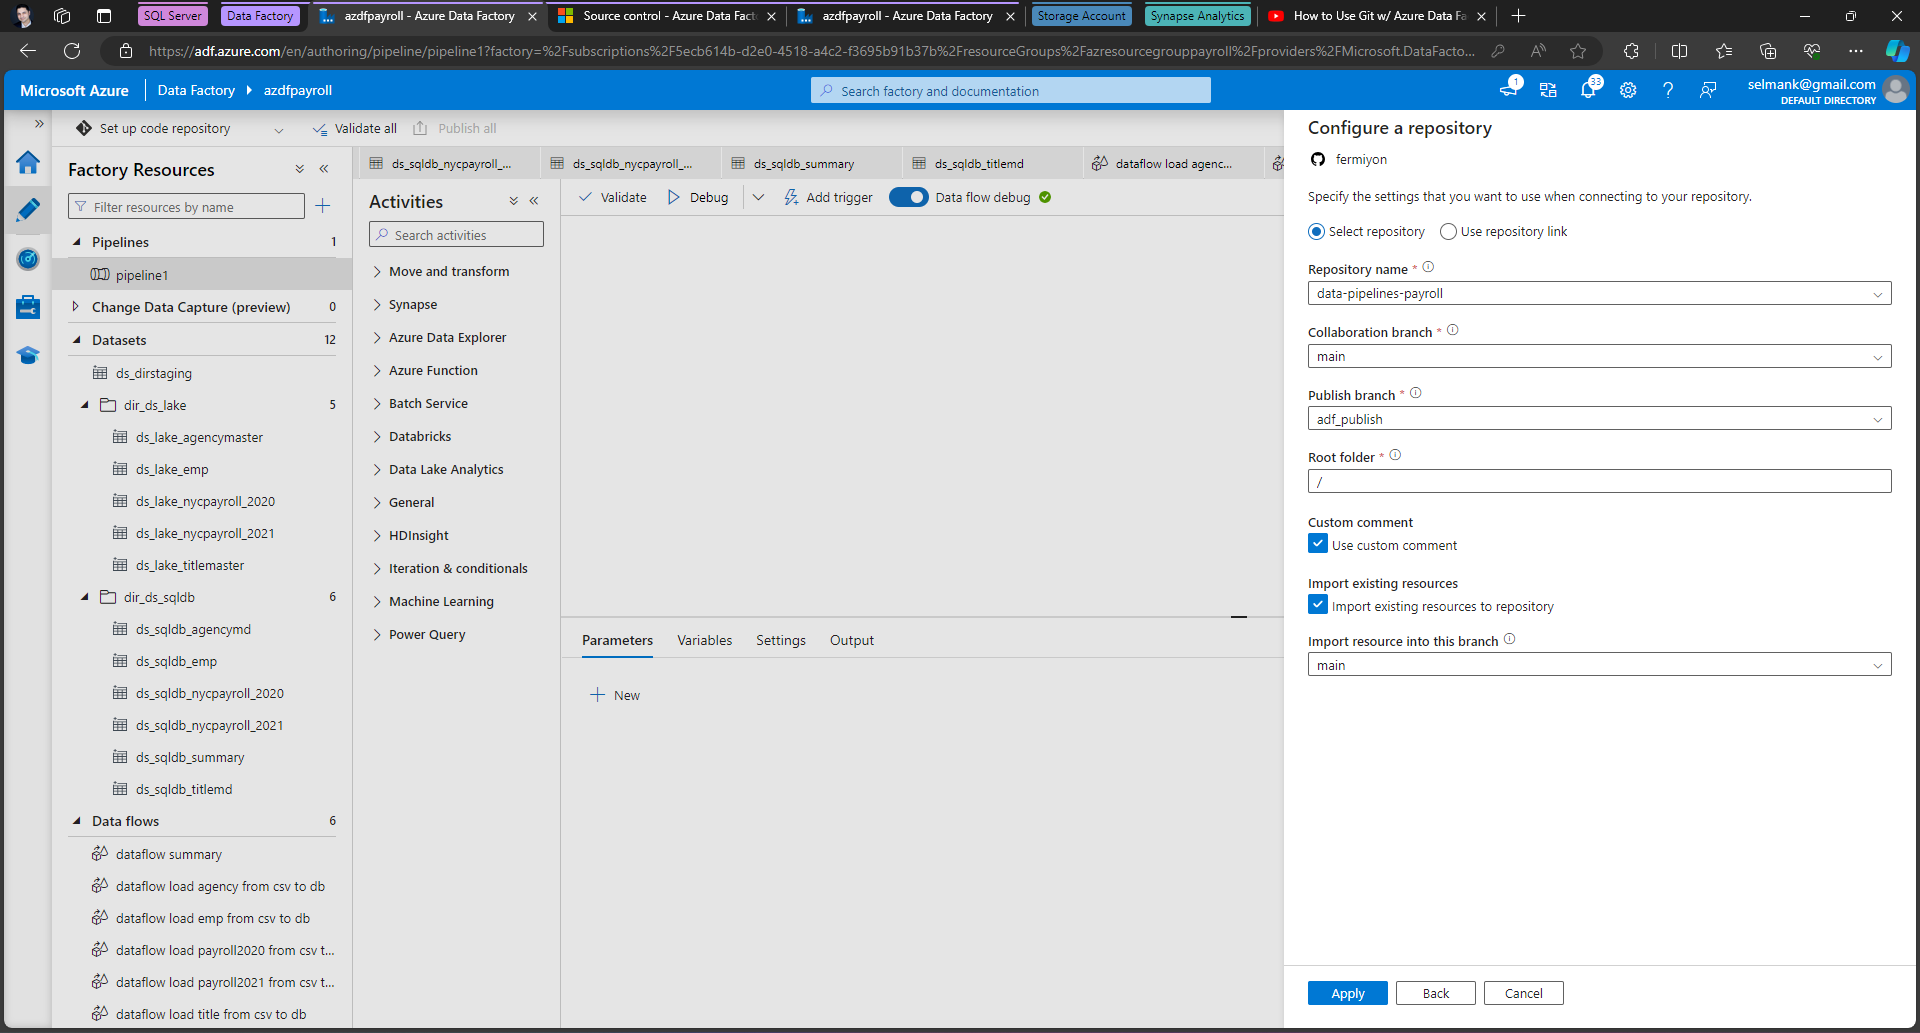 SQL Server
Data Factory
azdfpayroll - Azure Data Factory
Source control - Azure Data Fact
azdfpayroll - Azure Data Factory
Storage Account
Synapse Analytics
How to Use Git w/ Azure Data Fa
https://adf.azure.com/en/authoring/pipeline/pipeline1?factory=%2Fsubscriptions%2F5ecb614b-d2e0-4518-a4c2-f3695b91b37b%2FresourceGroups%2Fazresourcegrouppayroll%2Fproviders%2FMicrosoft.DataFacto...
Microsoft Azure
Data Factory
azdfpayroll
Search factory and documentation
1
33
selmank@gmail.com
DEFAULT DIRECTORY
Set up code repository
Validate all
Publish all
Factory Resources
Filter resources by name
Pipelines 1
pipeline1
Change Data Capture (preview) 0
Datasets 12
ds_dirstaging
dir_ds_lake 5
ds_lake_agencymaster
ds_lake_emp
ds_lake_nycpayroll_2020
ds_lake_nycpayroll_2021
ds_lake_titlemaster
dir_ds_sqldb 6
ds_sqldb_agencymd
ds_sqldb_emp
ds_sqldb_nycpayroll_2020
ds_sqldb_nycpayroll_2021
ds_sqldb_summary
ds_sqldb_titlemd
Data flows 6
dataflow summary
dataflow load agency from csv to db
dataflow load emp from csv to db
dataflow load payroll2020 from csv t...
dataflow load payroll2021 from csv t...
dataflow load title from csv to db
ds_sqldb_nycpayroll_...
ds_sqldb_nycpayroll_...
ds_sqldb_summary
ds_sqldb_titlemd
dataflow load agenc...
Activities
Search activities
Move and transform
Synapse
Azure Data Explorer
Azure Function
Batch Service
Databricks
Data Lake Analytics
General
HDInsight
Iteration & conditionals
Machine Learning
Power Query
Validate
Debug
Add trigger
Data flow debug
Parameters
Variables
Settings
Output
New
Configure a repository
fermiyon
Specify the settings that you want to use when connecting to your repository.
Select repository
Use repository link
Repository name *
data-pipelines-payroll
Collaboration branch *
main
Publish branch *
adf_publish
Root folder *
/
Custom comment
Use custom comment
Import existing resources
Import existing resources to repository
Import resource into this branch
main
Apply
Back
Cancel